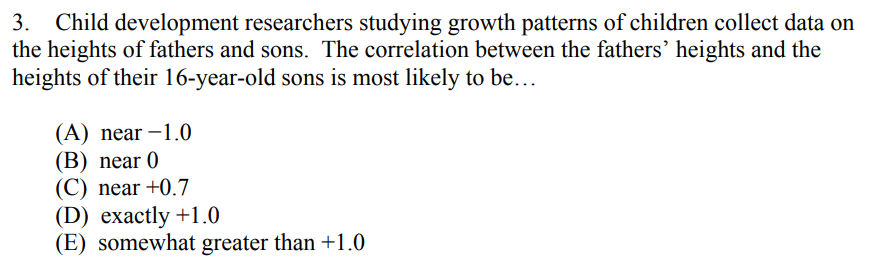 3. Child development researchers studying growth patterns of children collect data on
the heights of fathers and sons. The correlation between the fathers’ heights and the
heights of their 16-year-old sons is most likely to be…
(A) near −1.0
(B) near 0
(C) near +0.7
(D) exactly +1.0
(E) somewhat greater than +1.0